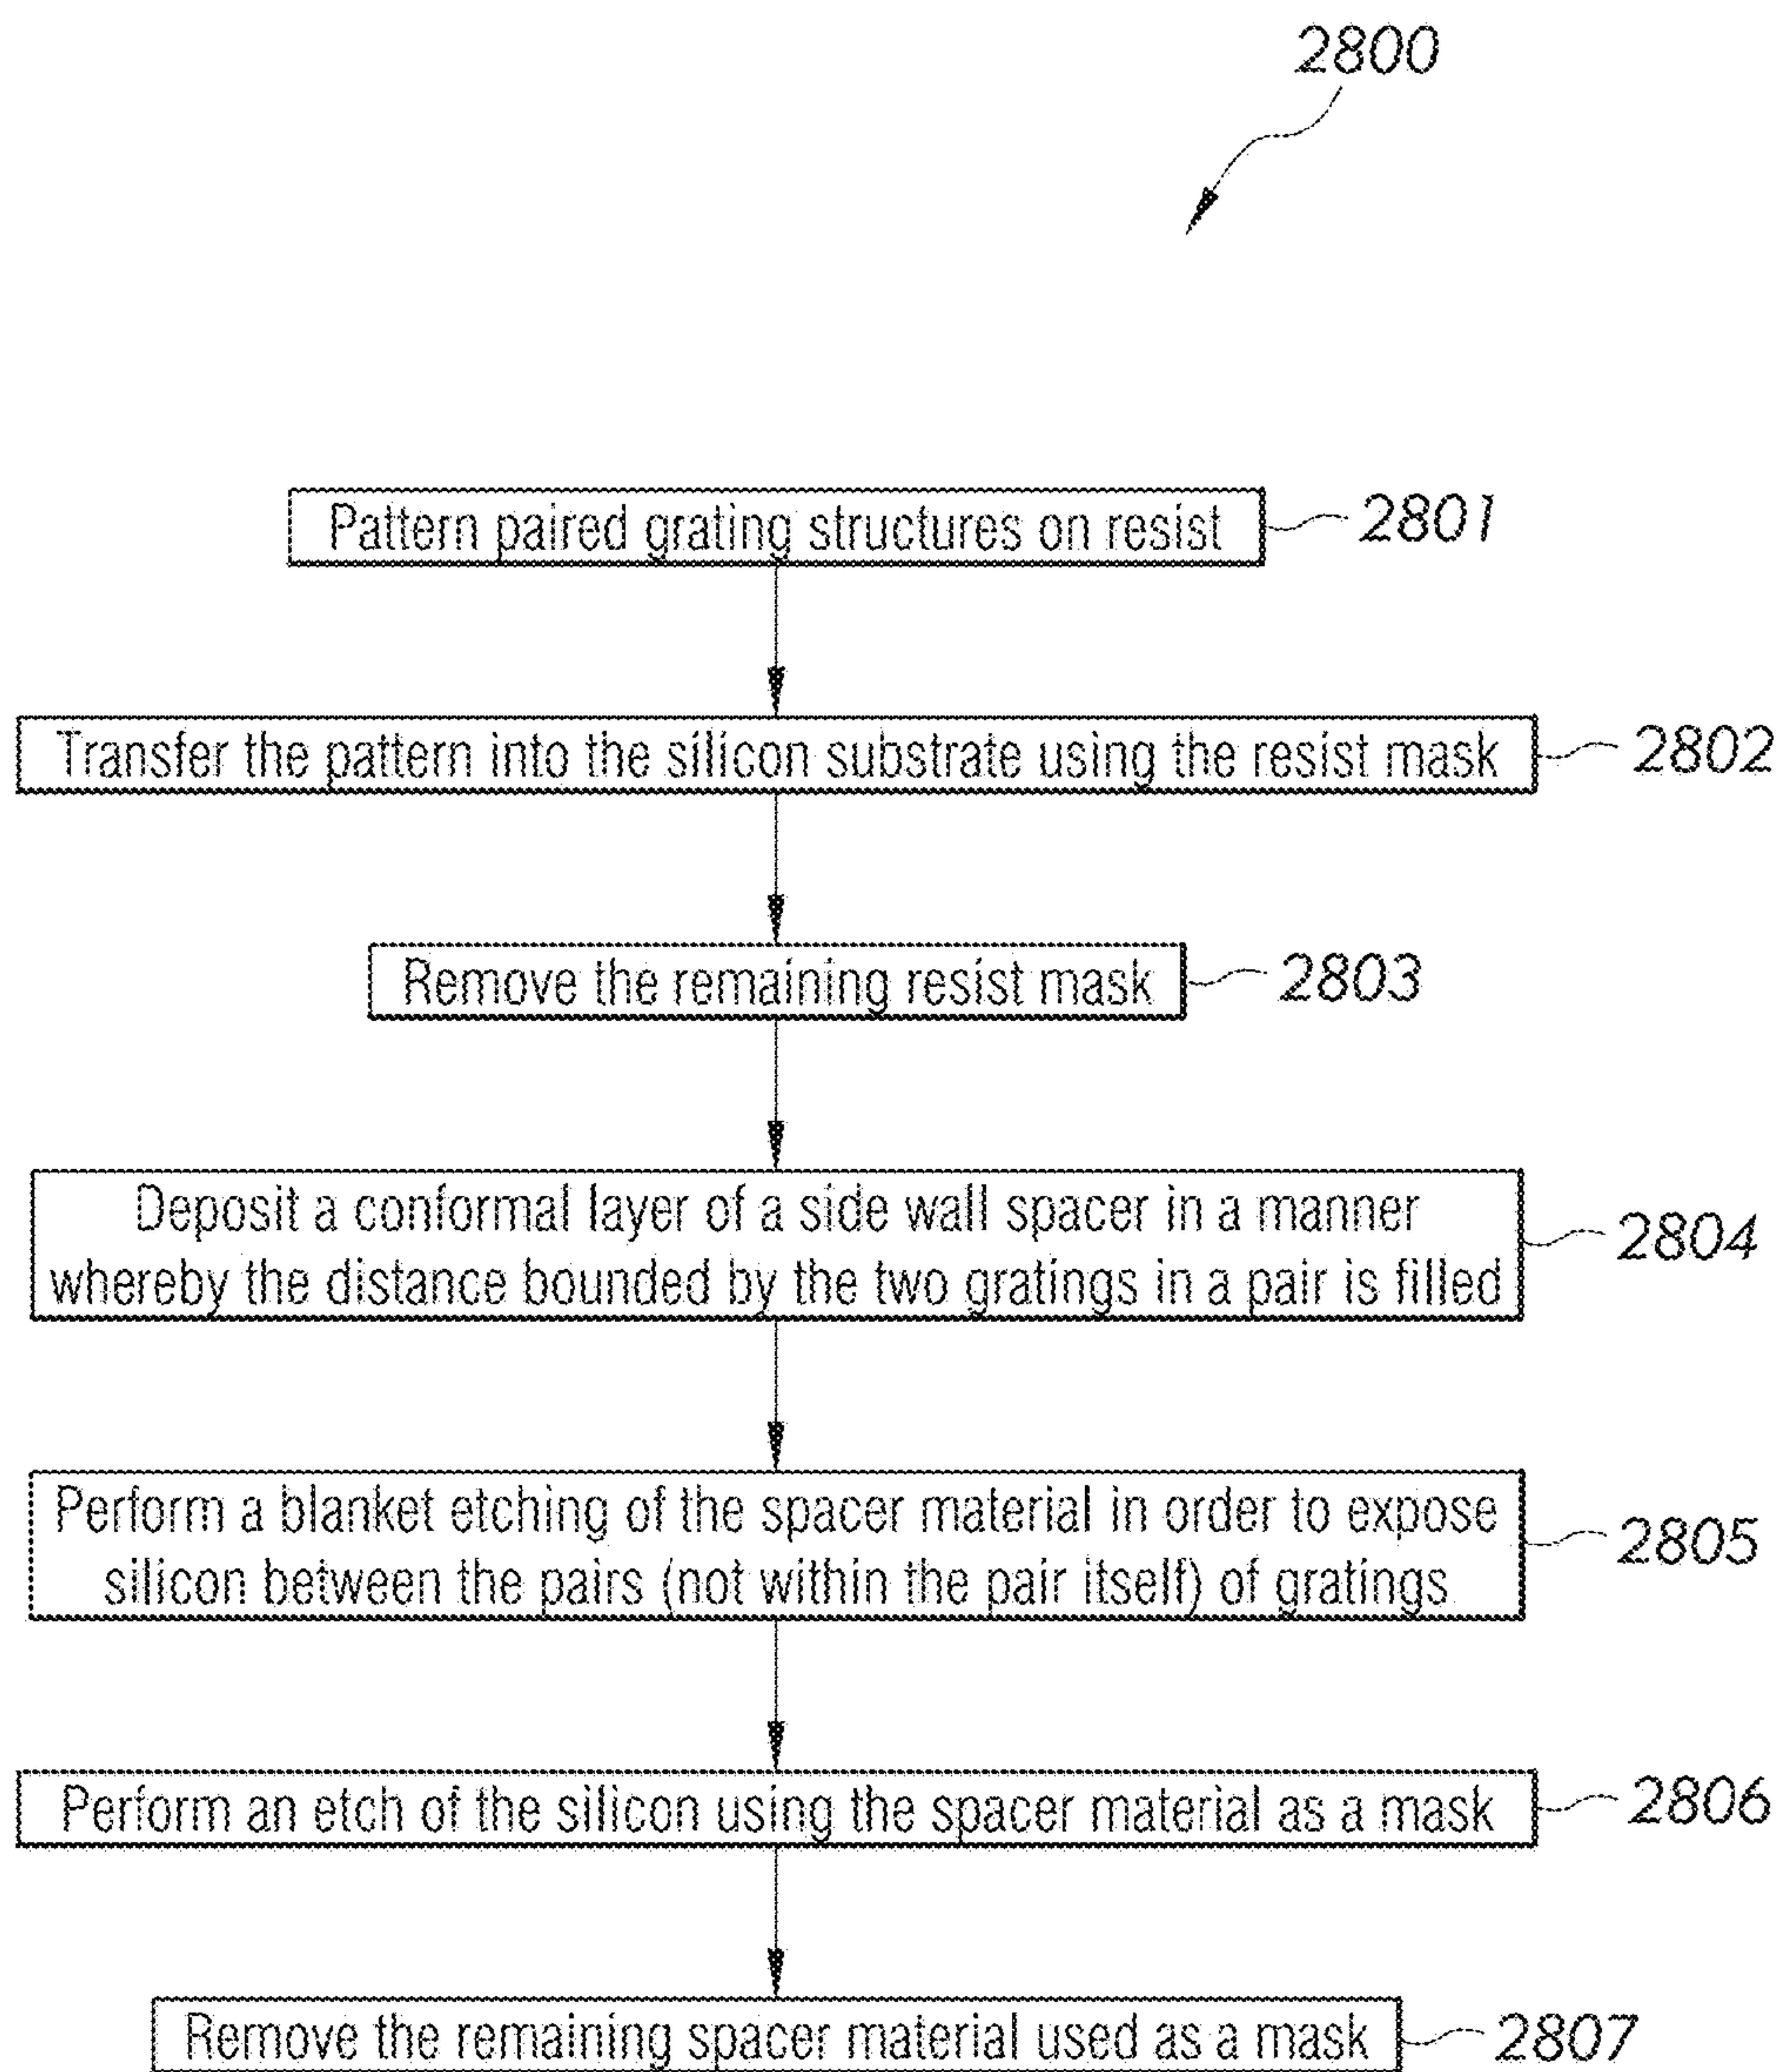 2800
Pattern paired grating structures on resist 2801
Transfer the pattern into the silicon substrate using the resist mask 2802
Remove the remaining resist mask 2803
Deposit a conformal layer of a side wall spacer in a manner
whereby the distance bounded by the two gratings in a pair is filled
2804
Perform a blanket etching of the spacer material in order to expose
silicon between the pairs (not within the pair itself) of gratings
2805
Perform an etch of the silicon using the spacer material as a mask 2806
Remove the remaining spacer material used as a mask 2807